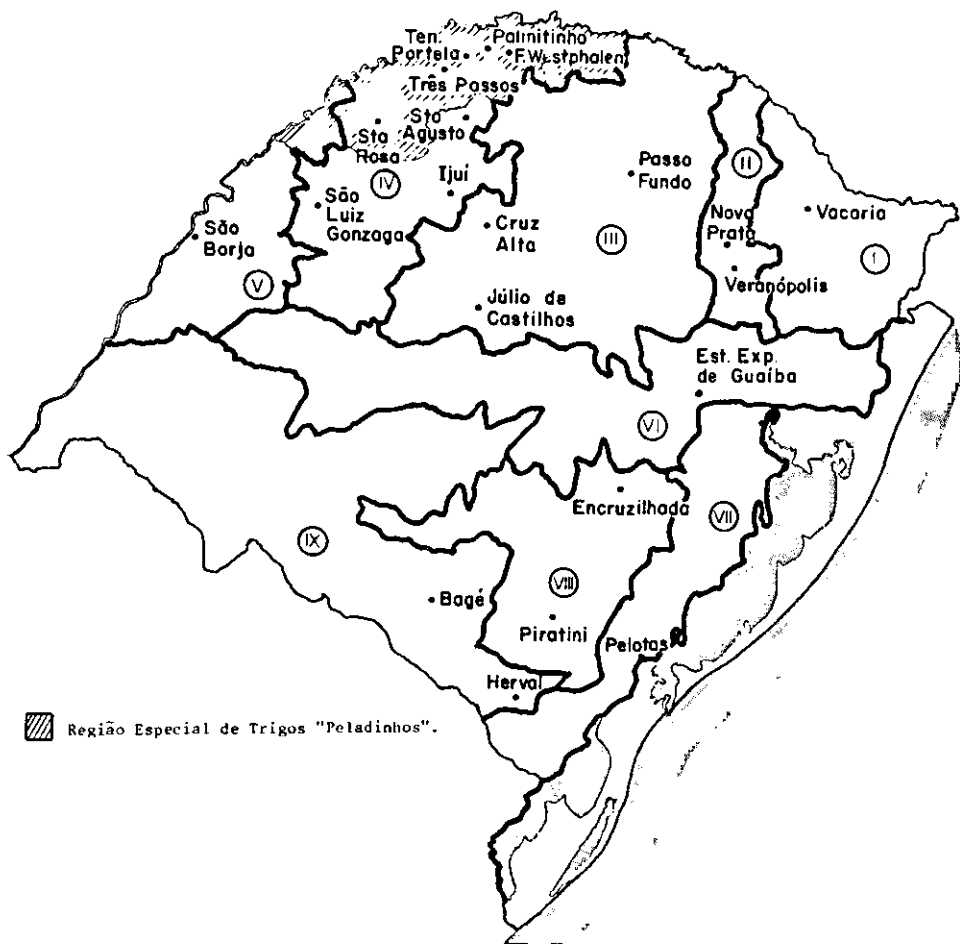 Ten.
Portela
Palmitinho
F.Westphalen
Três Passos
Sto
Agusto
Sta
Rosa
IV
Ijuí
São
Luiz
Gonzaga
São
Borja
V
Cruz
Alta
Passo
Fundo
III
Júlio de
Castilhos
II
Nova
Prata
Veranópolis
Vacaria
I
Est. Exp.
de Guaíba
VI
Encruzilhada
VII
IX
VIII
Bagé
Piratini
Pelotas
Herval
Região Especial de Trigos "Peladinhos".